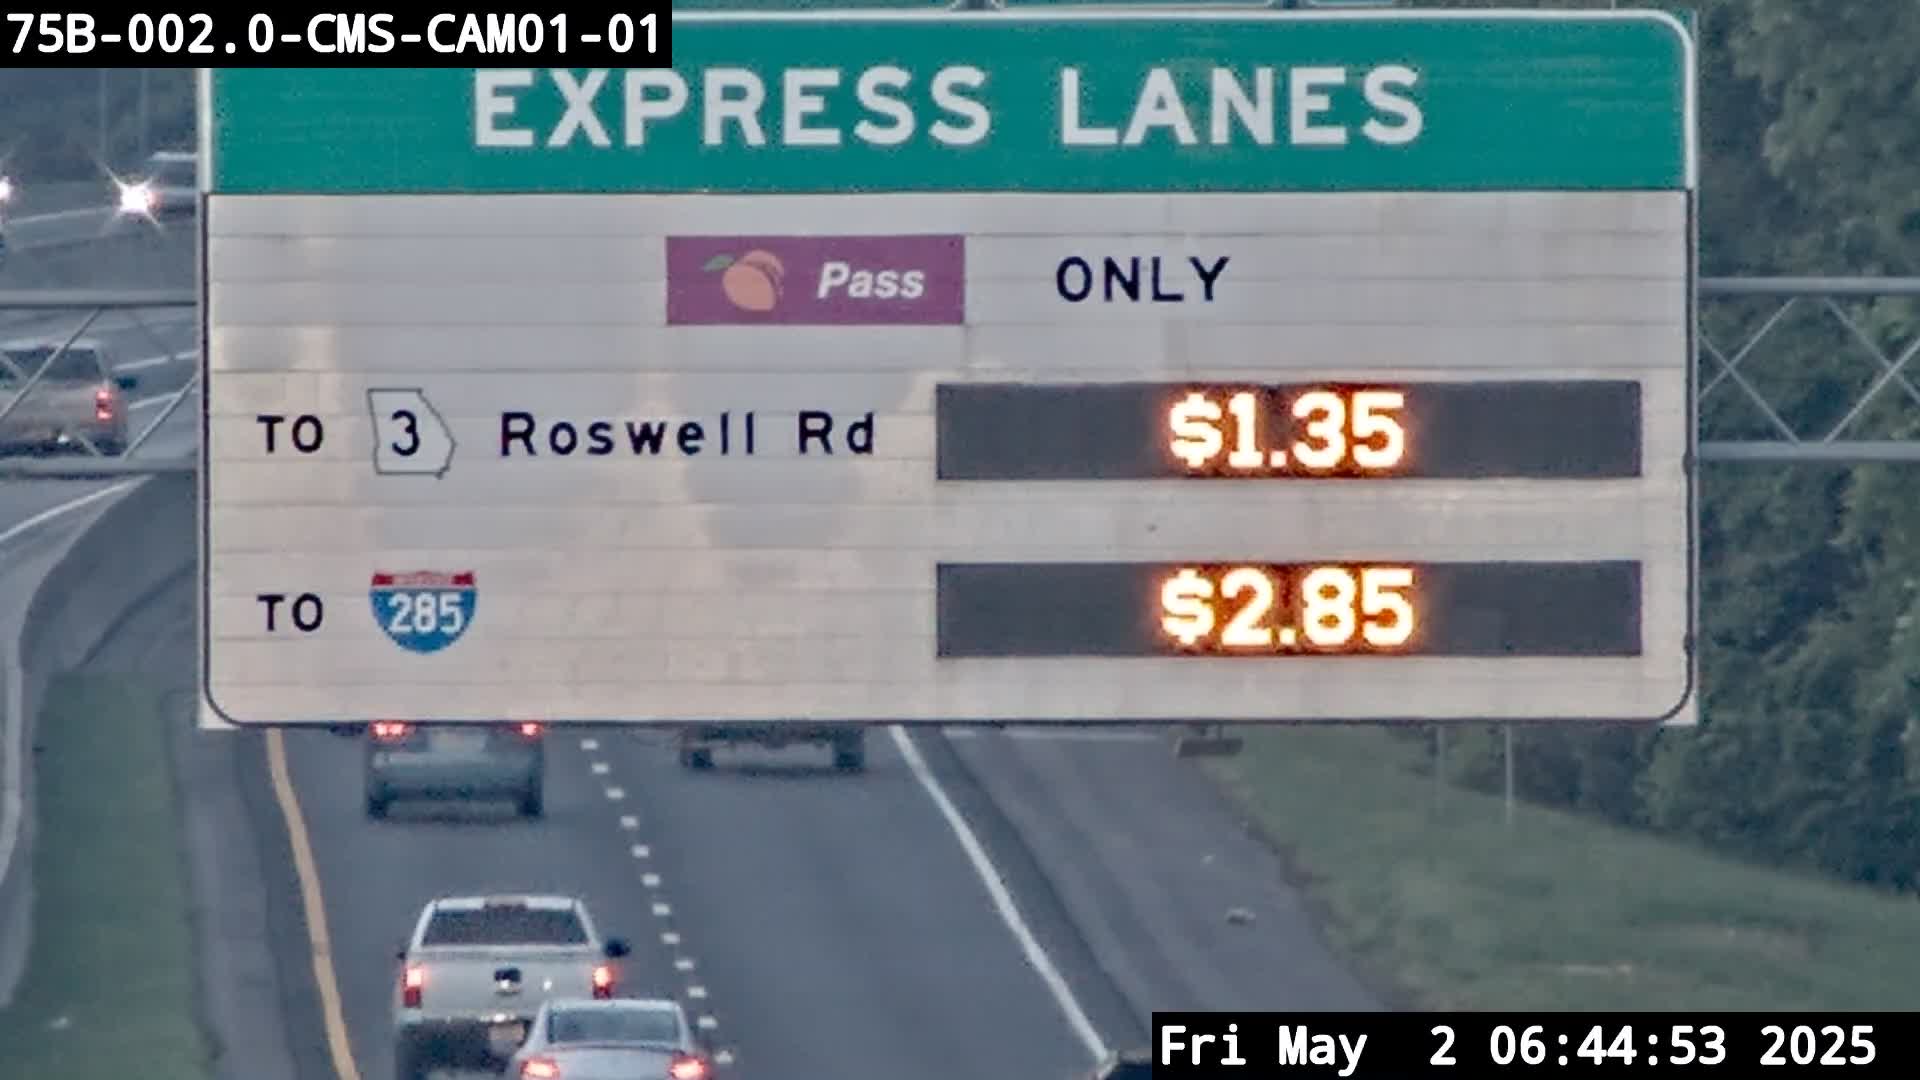 75B-002.0-CMS-CAM01-01
EXPRESS LANES
Pass ONLY
TO 3 Roswell Rd $1.35
TO 285 $2.85
Fri May 2 06:44:53 2025